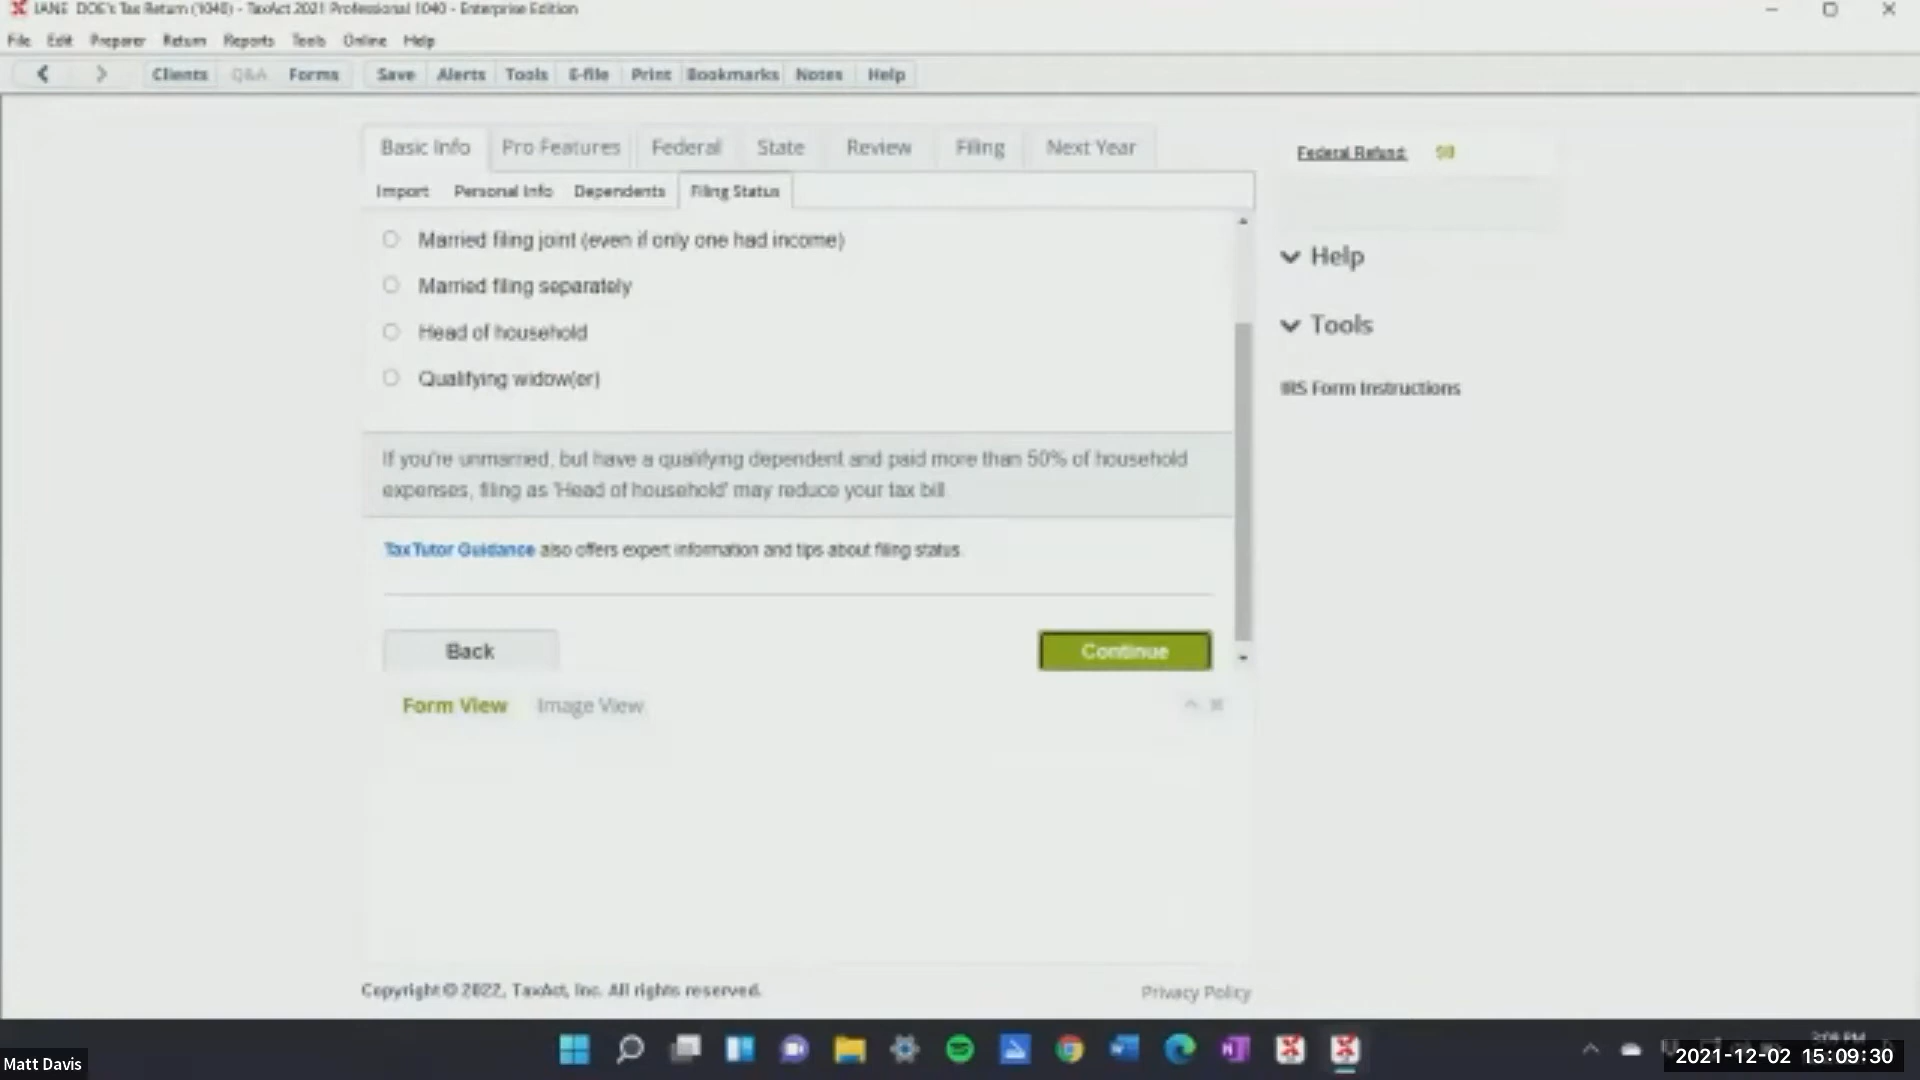 JANE DOE's Tax Return (1040) - TaxAct 2021 Professional 1040 - Enterprise Edition
File Edit Preparer Return Reports Tools Online Help
Clients Q&A Forms Save Alerts Tools E-file Print Bookmarks Notes Help
Basic Info Pro Features Federal State Review Filing Next Year
Federal Refund: $0
Import Personal Info Dependents Filing Status
Married filing joint (even if only one had income)
Help
Married filing separately
Tools
Head of household
Qualifying widow(er)
IRS Form Instructions
If you're unmarried, but have a qualifying dependent and paid more than 50% of household
expenses, filing as 'Head of household' may reduce your tax bill.
TaxTutor Guidance also offers expert information and tips about filing status.
Back Continue
Form View Image View
Copyright © 2022, TaxAct, Inc. All rights reserved.
Privacy Policy
3:09 PM
Matt Davis
2021-12-02 15:09:30